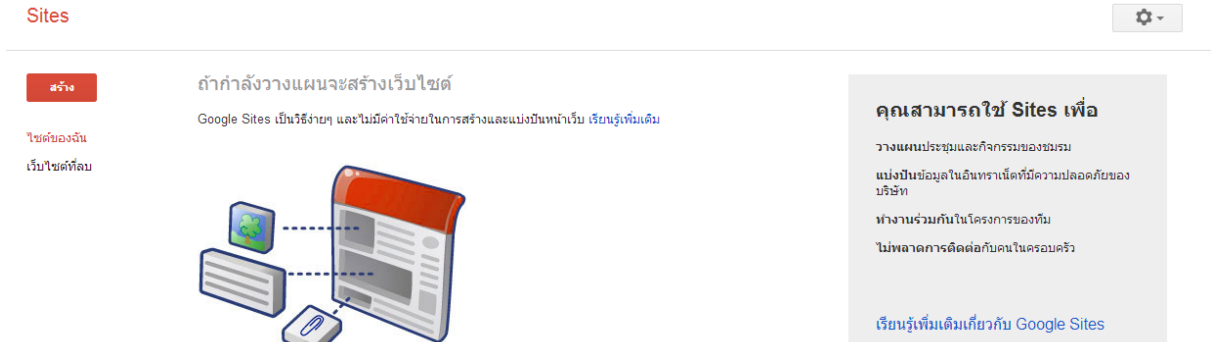 Sites
สร้าง
ไซต์ของฉัน
เว็บไซต์ที่ลบ
ถ้ากำลังวางแผนจะสร้างเว็บไซต์
Google Sites เป็นวิธีง่ายๆ และไม่มีค่าใช้จ่ายในการสร้างและแบ่งปันหน้าเว็บ เรียนรู้เพิ่มเติม
คุณสามารถใช้ Sites เพื่อ
วางแผนประชุมและกิจกรรมของชมรม
แบ่งปันข้อมูลในอินทราเน็ตที่มีความปลอดภัยของ
บริษัท
ทำงานร่วมกันในโครงการของทีม
ไม่พลาดการติดต่อกับคนในครอบครัว
เรียนรู้เพิ่มเติมเกี่ยวกับ Google Sites